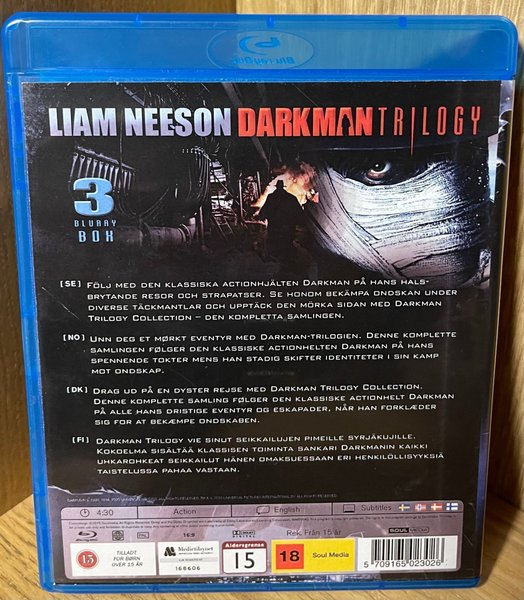 Blu-ray Disc
LIAM NEESON DARKMAN TRILOGY
3
BLURAY
BOX
[SE] FÖLJ MED DEN KLASSISKA ACTIONHJÄLTEN DARKMAN PÅ HANS HALS-
BRYTANDE RESOR OCH STRAPATSER. SE HONOM BEKÄMPA ONDSKAN UNDER
DIVERSE TÄCKMANTLAR OCH UPPTÄCK DEN MÖRKA SIDAN MED DARKMAN
TRILOGY COLLECTION – DEN KOMPLETTA SAMLINGEN.
[NO] UNN DEG ET MØRKT EVENTYR MED DARKMAN-TRILOGIEN. DENNE KOMPLETTE
SAMLINGEN FØLGER DEN KLASSISKE ACTIONHELTEN DARKMAN PÅ HANS
SPENNENDE TOKTER MENS HAN STADIG SKIFTER IDENTITETER I SIN KAMP
MOT ONDSKAP.
[DK] DRAG UD PÅ EN DYSTER REJSE MED DARKMAN TRILOGY COLLECTION.
DENNE KOMPLETTE SAMLING FØLGER DEN KLASSISKE ACTIONHELT DARKMAN
PÅ ALLE HANS DRISTIGE EVENTYR OG ESKAPADER, NÅR HAN FORKLÆDER
SIG FOR AT BEKÆMPE ONDSKABEN.
[FI] DARKMAN TRILOGY VIE SINUT SEIKKAILUJEN PIMEILLE SYRJÄKUJILLE.
KOKOELMA SISÄLTÄÄ KLASSISEN TOIMINTA SANKARI DARKMANIN KAIKKI
UHKAROHKEAT SEIKKAILUT HÄNEN OMAKSUESSAAN ERI HENKILÖLLISYYKSIÄ
TAISTELUSSA PAHAA VASTAAN.
4:30 Action English Subtitles
16:9 Rek. Från 15 år SOUL MEDIA
15 TILLADT FOR BØRN OVER 15 ÅR
Medietilsynet
168606
Aldersgrense
15
18 Soul Media
5 709165 023026